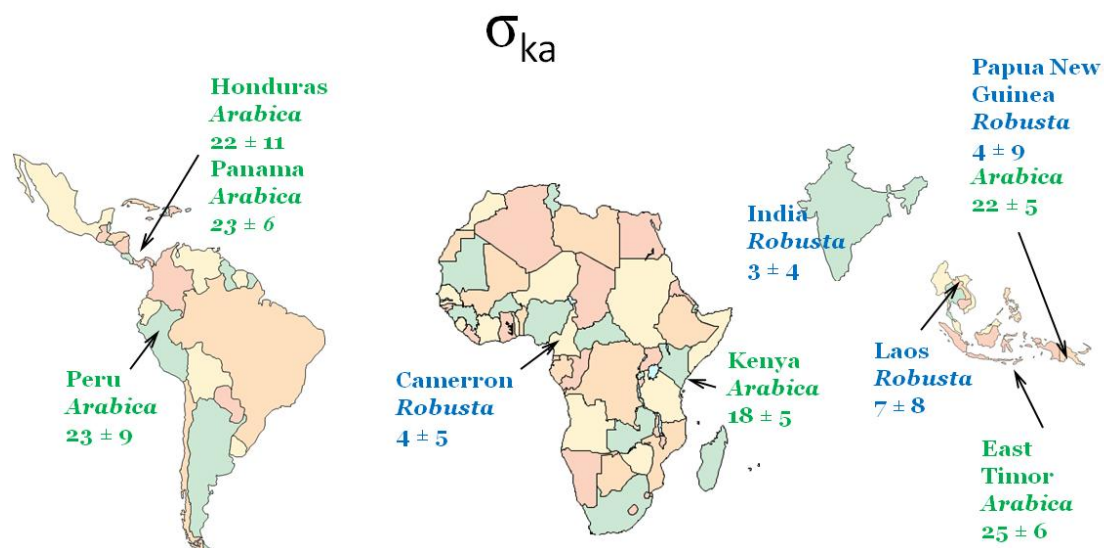 σka
Honduras
Arabica
22 ± 11
Panama
Arabica
23 ± 6
Peru
Arabica
23 ± 9
Camerron
Robusta
4 ± 5
Kenya
Arabica
18 ± 5
India
Robusta
3 ± 4
Papua New
Guinea
Robusta
4 ± 9
Arabica
22 ± 5
Laos
Robusta
7 ± 8
East
Timor
Arabica
25 ± 6